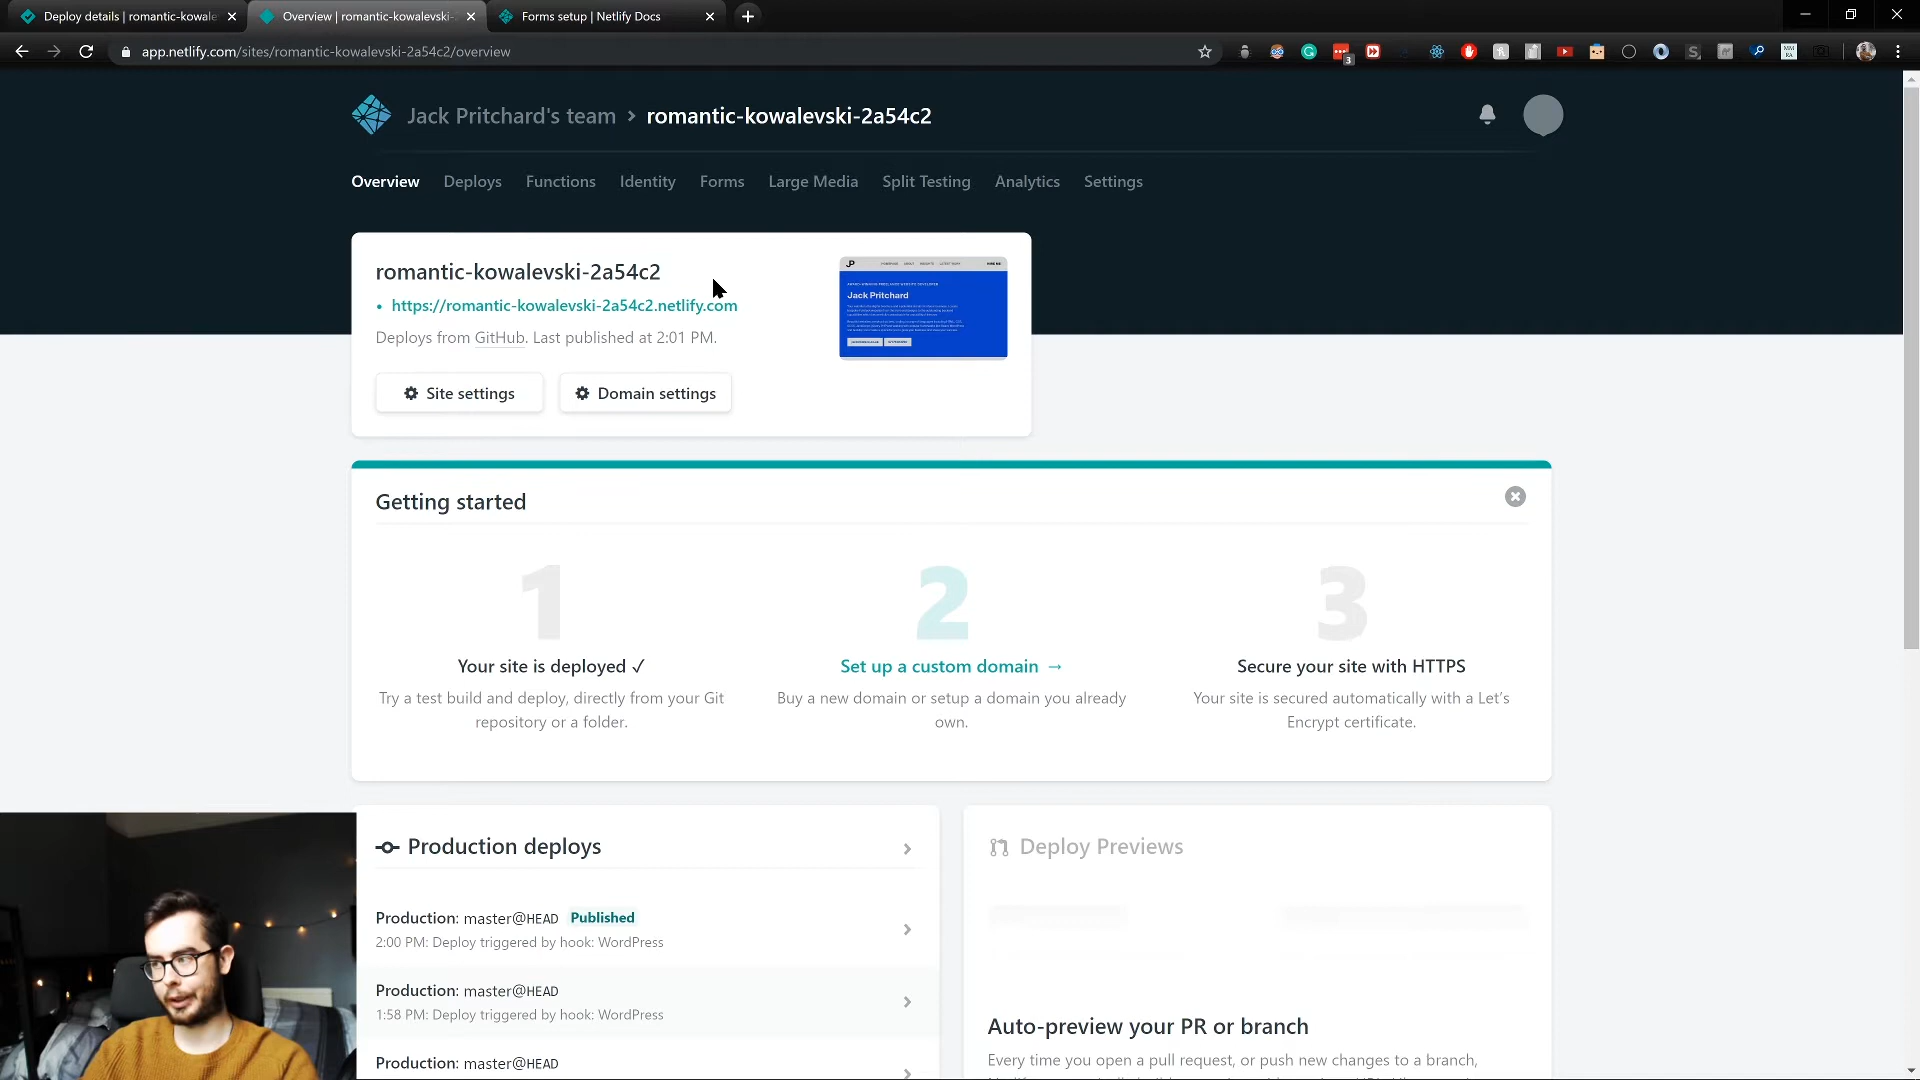 Deploy details | romantic-kowale
Overview | romantic-kowalevski-
Forms setup | Netlify Docs
app.netlify.com/sites/romantic-kowalevski-2a54c2/overview
3
Jack Pritchard's team > romantic-kowalevski-2a54c2
Overview Deploys Functions Identity Forms Large Media Split Testing Analytics Settings
romantic-kowalevski-2a54c2
• https://romantic-kowalevski-2a54c2.netlify.com
Deploys from GitHub. Last published at 2:01 PM.
Site settings
Domain settings
JP
HIRE ME
Jack Pritchard
Getting started
1
Your site is deployed ✓
Try a test build and deploy, directly from your Git
repository or a folder.
2
Set up a custom domain →
Buy a new domain or setup a domain you already
own.
3
Secure your site with HTTPS
Your site is secured automatically with a Let's
Encrypt certificate.
Production deploys
Production: master@HEAD Published
2:00 PM: Deploy triggered by hook: WordPress
Production: master@HEAD
1:58 PM: Deploy triggered by hook: WordPress
Production: master@HEAD
Deploy Previews
Auto-preview your PR or branch
Every time you open a pull request, or push new changes to a branch,